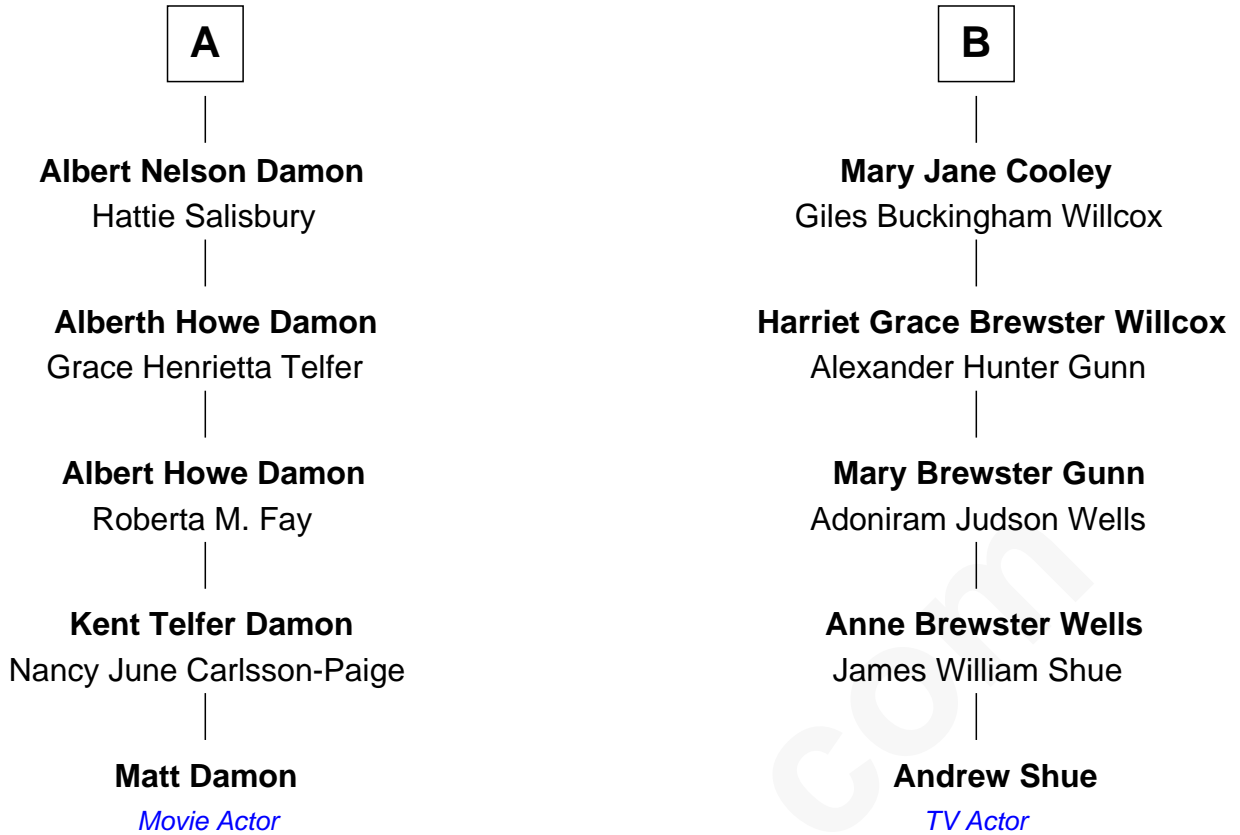 A
Albert Nelson Damon
Hattie Salisbury
Alberth Howe Damon
Grace Henrietta Telfer
Albert Howe Damon
Roberta M. Fay
Kent Telfer Damon
Nancy June Carlsson-Paige
Matt Damon
Movie Actor
B
Mary Jane Cooley
Giles Buckingham Willcox
Harriet Grace Brewster Willcox
Alexander Hunter Gunn
Mary Brewster Gunn
Adoniram Judson Wells
Anne Brewster Wells
James William Shue
Andrew Shue
TV Actor
com